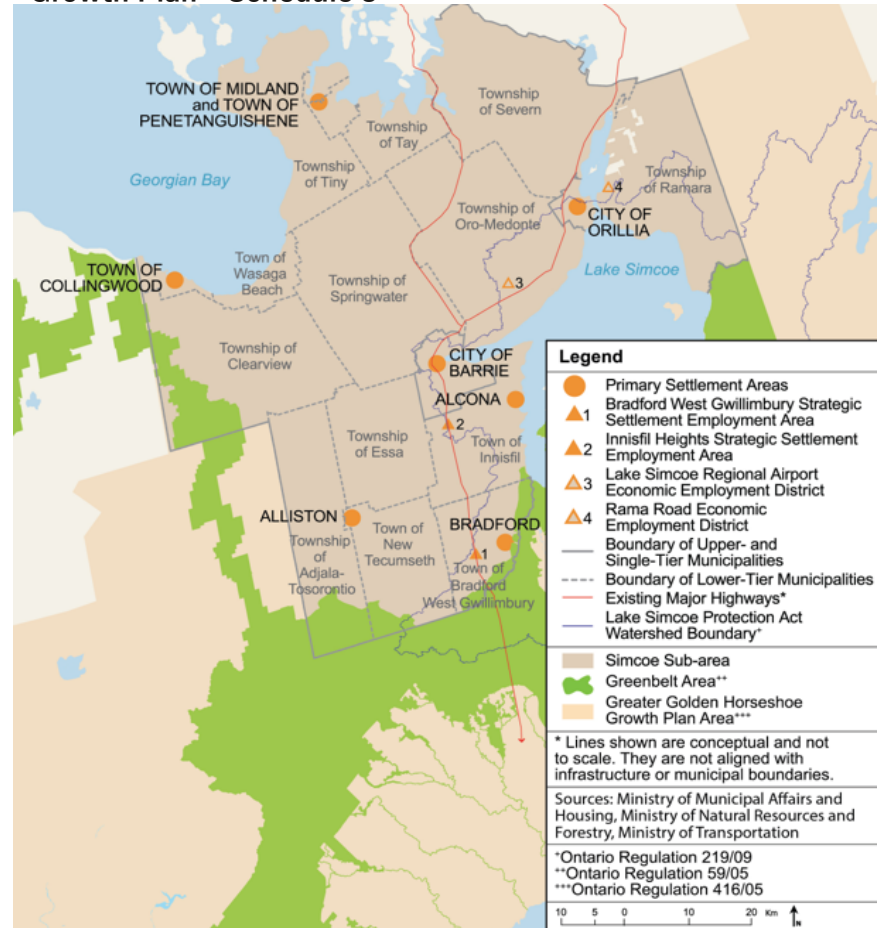 TOWN OF MIDLAND
and TOWN OF
PENETANGUISHENE
Township
of Severn
Township
of Tay
Township
of Tiny
Georgian Bay
Township
of Ramara
4
Township of
Oro-Medonte
CITY OF
ORILLIA
TOWN OF
COLLINGWOOD
Town of
Wasaga
Beach
Lake Simcoe
Township of
Springwater
3
Township of
Clearview
CITY OF
BARRIE
ALCONA
2
Township
of Essa
Town of
Innisfil
ALLISTON
BRADFORD
Township
of
Adjala-
Tosorontio
Town of
New
Tecumseth
1
Town of
Bradford
West Gwillimbury
Legend
Primary Settlement Areas
1 Bradford West Gwillimbury Strategic
Settlement Employment Area
2 Innisfil Heights Strategic Settlement
Employment Area
3 Lake Simcoe Regional Airport
Economic Employment District
4 Rama Road Economic
Employment District
Boundary of Upper- and
Single-Tier Municipalities
Boundary of Lower-Tier Municipalities
Existing Major Highways*
Lake Simcoe Protection Act
Watershed Boundary+
Simcoe Sub-area
Greenbelt Area++
Greater Golden Horseshoe
Growth Plan Area+++
* Lines shown are conceptual and not
to scale. They are not aligned with
infrastructure or municipal boundaries.
Sources: Ministry of Municipal Affairs and
Housing, Ministry of Natural Resources and
Forestry, Ministry of Transportation
+Ontario Regulation 219/09
++Ontario Regulation 59/05
+++Ontario Regulation 416/05
10 5 0 10 20 Km N